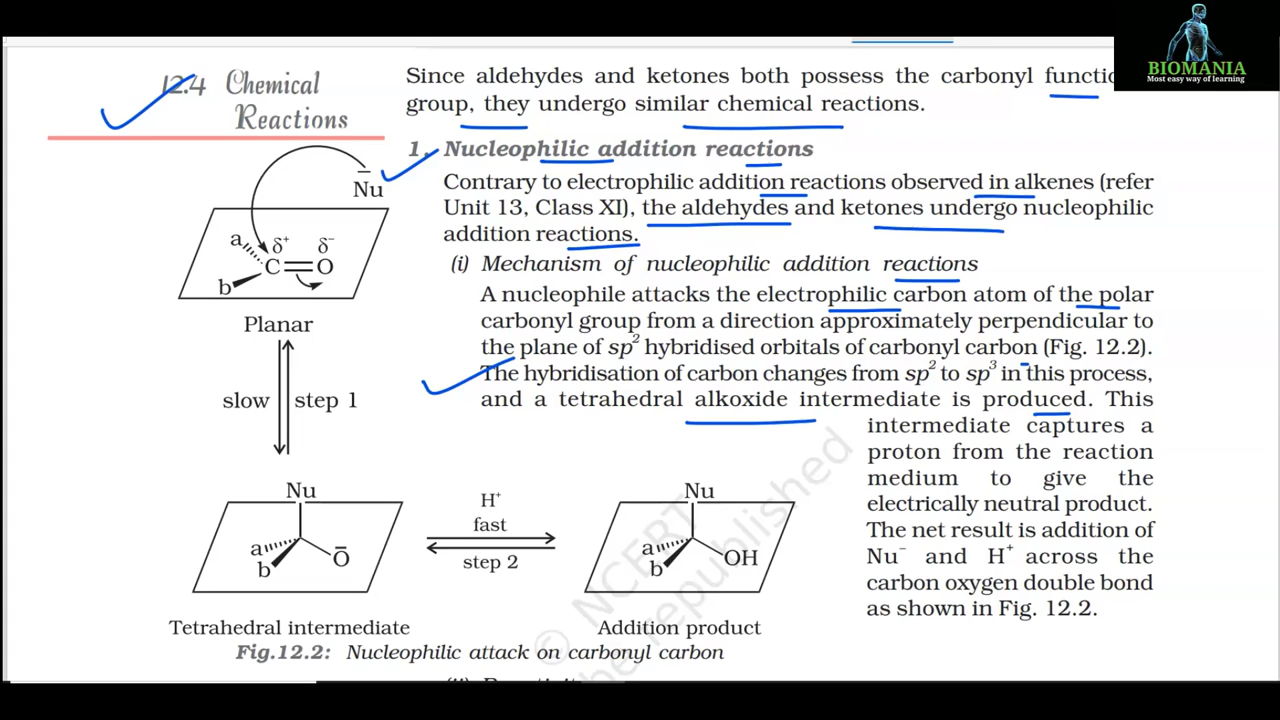 BIOMANIA
Most easy way of learning
12.4 Chemical
Reactions
Since aldehydes and ketones both possess the carbonyl
group, they undergo similar chemical reactions.
1. Nucleophilic addition reactions
Contrary to electrophilic addition reactions observed in alkenes (refer
Unit 13, Class XI), the aldehydes and ketones undergo nucleophilic
addition reactions.
(i) Mechanism of nucleophilic addition reactions
A nucleophile attacks the electrophilic carbon atom of the polar
carbonyl group from a direction approximately perpendicular to
the plane of sp² hybridised orbitals of carbonyl carbon (Fig. 12.2).
The hybridisation of carbon changes from sp² to sp³ in this process,
and a tetrahedral alkoxide intermediate is produced. This
intermediate captures a
proton from the reaction
medium to give the
electrically neutral product.
The net result is addition of
Nu⁻ and H⁺ across the
carbon oxygen double bond
as shown in Fig. 12.2.
N̄u
a δ⁺ δ⁻
C=O
b
Planar
slow step 1
Nu
a
b Ō
Tetrahedral intermediate
H⁺
fast
step 2
Nu
a
b OH
Addition product
Fig.12.2: Nucleophilic attack on carbonyl carbon
© NCERT
be republished